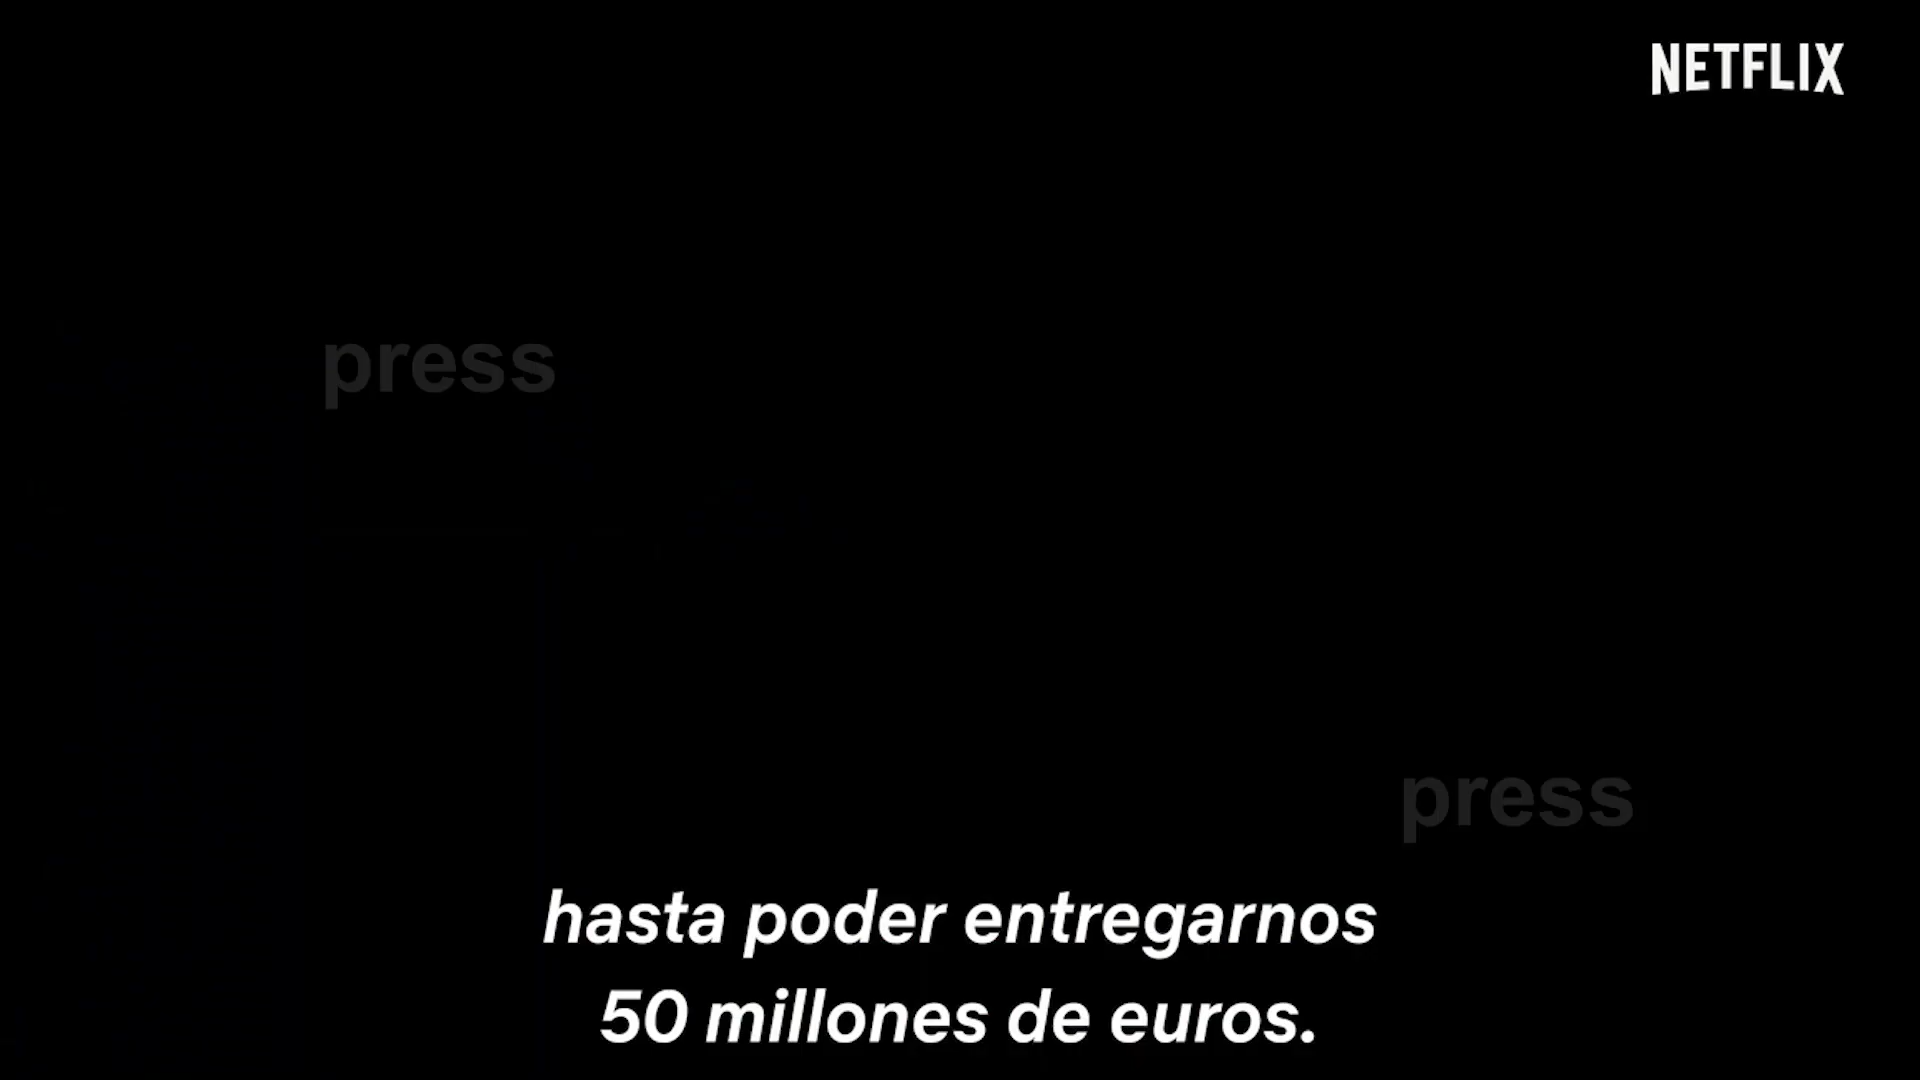 NETFLIX
press
press
hasta poder entregarnos
50 millones de euros.